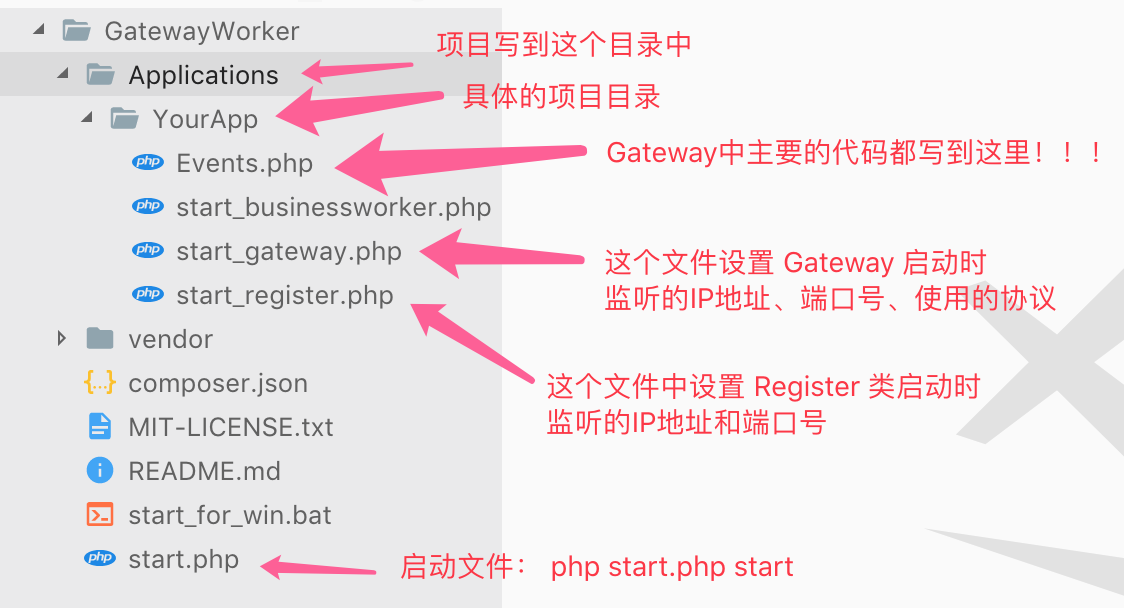 GatewayWorker
项目写到这个目录中
Applications
具体的项目目录
YourApp
php Events.php
Gateway中主要的代码都写到这里！！！
php start_businessworker.php
php start_gateway.php
这个文件设置 Gateway 启动时
监听的IP地址、端口号、使用的协议
php start_register.php
vendor
这个文件中设置 Register 类启动时
监听的IP地址和端口号
{...} composer.json
MIT-LICENSE.txt
i README.md
start_for_win.bat
php start.php
启动文件： php start.php start